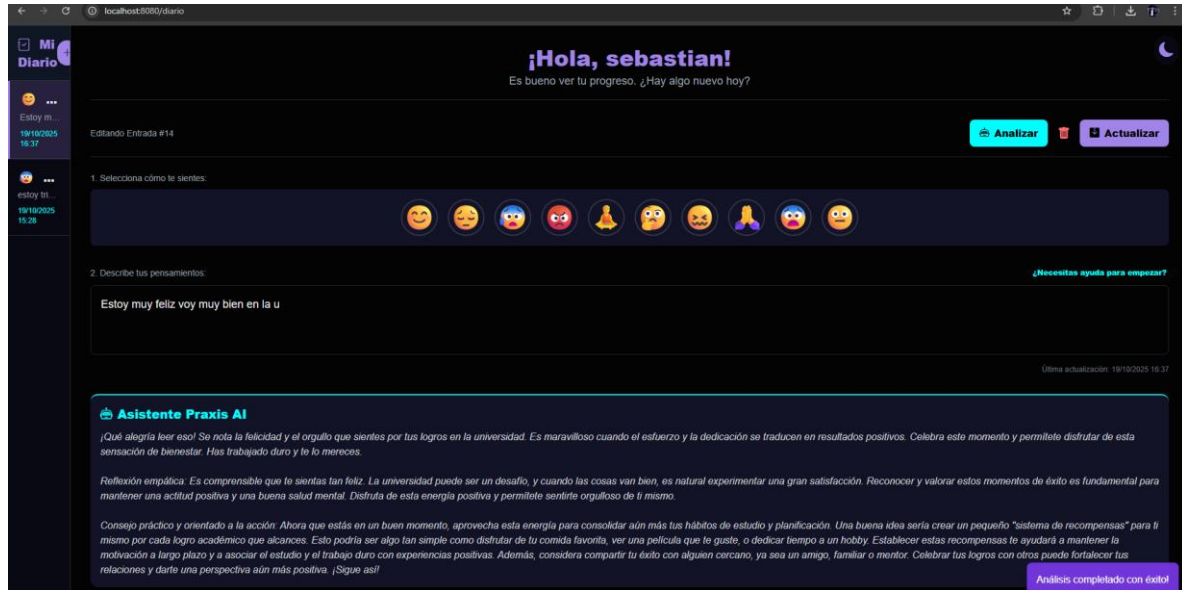 localhost:8080/diario
Mi
Diario
+
¡Hola, sebastian!
Es bueno ver tu progreso. ¿Hay algo nuevo hoy?
...
Estoy m...
19/10/2025
16:37
...
estoy tri...
19/10/2025
15:28
Editando Entrada #14
Analizar
Actualizar
1. Selecciona cómo te sientes:
2. Describe tus pensamientos:
¿Necesitas ayuda para empezar?
Estoy muy feliz voy muy bien en la u
Última actualización: 19/10/2025 16:37
Asistente Praxis AI
¡Qué alegría leer eso! Se nota la felicidad y el orgullo que sientes por tus logros en la universidad. Es maravilloso cuando el esfuerzo y la dedicación se traducen en resultados positivos. Celebra este momento y permítete disfrutar de esta
sensación de bienestar. Has trabajado duro y te lo mereces.
Reflexión empática: Es comprensible que te sientas tan feliz. La universidad puede ser un desafío, y cuando las cosas van bien, es natural experimentar una gran satisfacción. Reconocer y valorar estos momentos de éxito es fundamental para
mantener una actitud positiva y una buena salud mental. Disfruta de esta energía positiva y permítete sentirte orgulloso de ti mismo.
Consejo práctico y orientado a la acción: Ahora que estás en un buen momento, aprovecha esta energía para consolidar aún más tus hábitos de estudio y planificación. Una buena idea sería crear un pequeño "sistema de recompensas" para ti
mismo por cada logro académico que alcances. Esto podría ser algo tan simple como disfrutar de tu comida favorita, ver una película que te guste, o dedicar tiempo a un hobby. Establecer estas recompensas te ayudará a mantener la
motivación a largo plazo y a asociar el estudio y el trabajo duro con experiencias positivas. Además, considera compartir tu éxito con alguien cercano, ya sea un amigo, familiar o mentor. Celebrar tus logros con otros puede fortalecer tus
relaciones y darte una perspectiva aún más positiva. ¡Sigue así!
Análisis completado con éxito!